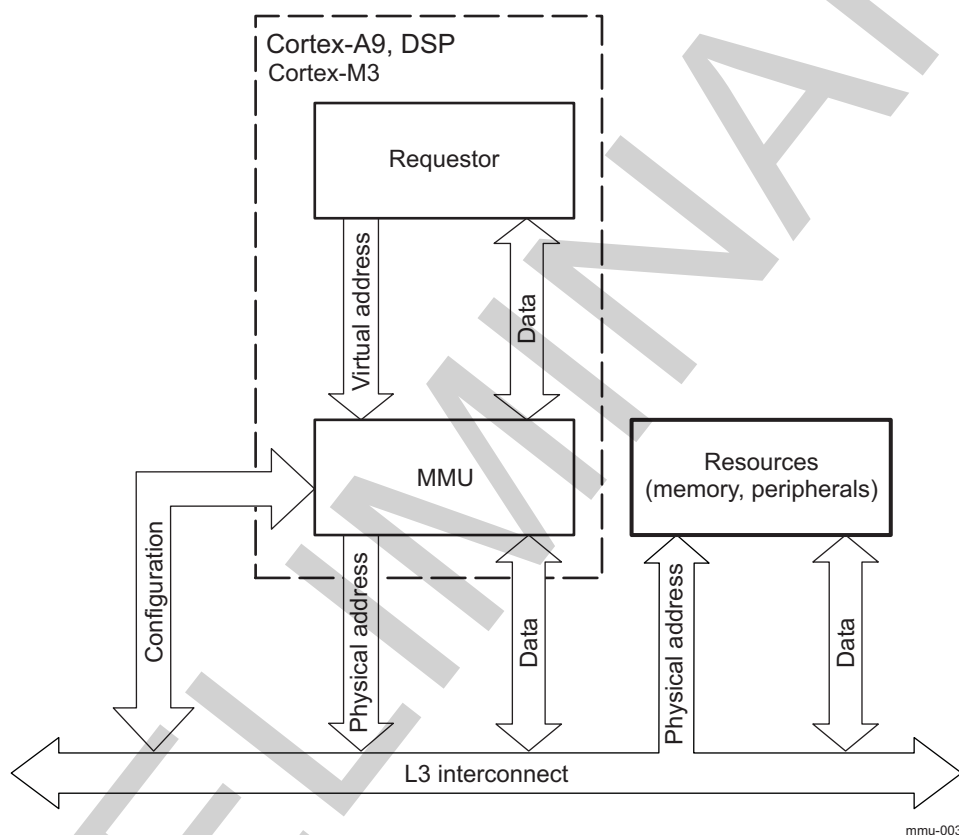 Cortex-A9, DSP
Cortex-M3
Requestor
Virtual address
Data
MMU
Resources
(memory, peripherals)
Configuration
Physical address
Data
Physical address
Data
L3 interconnect
mmu-003